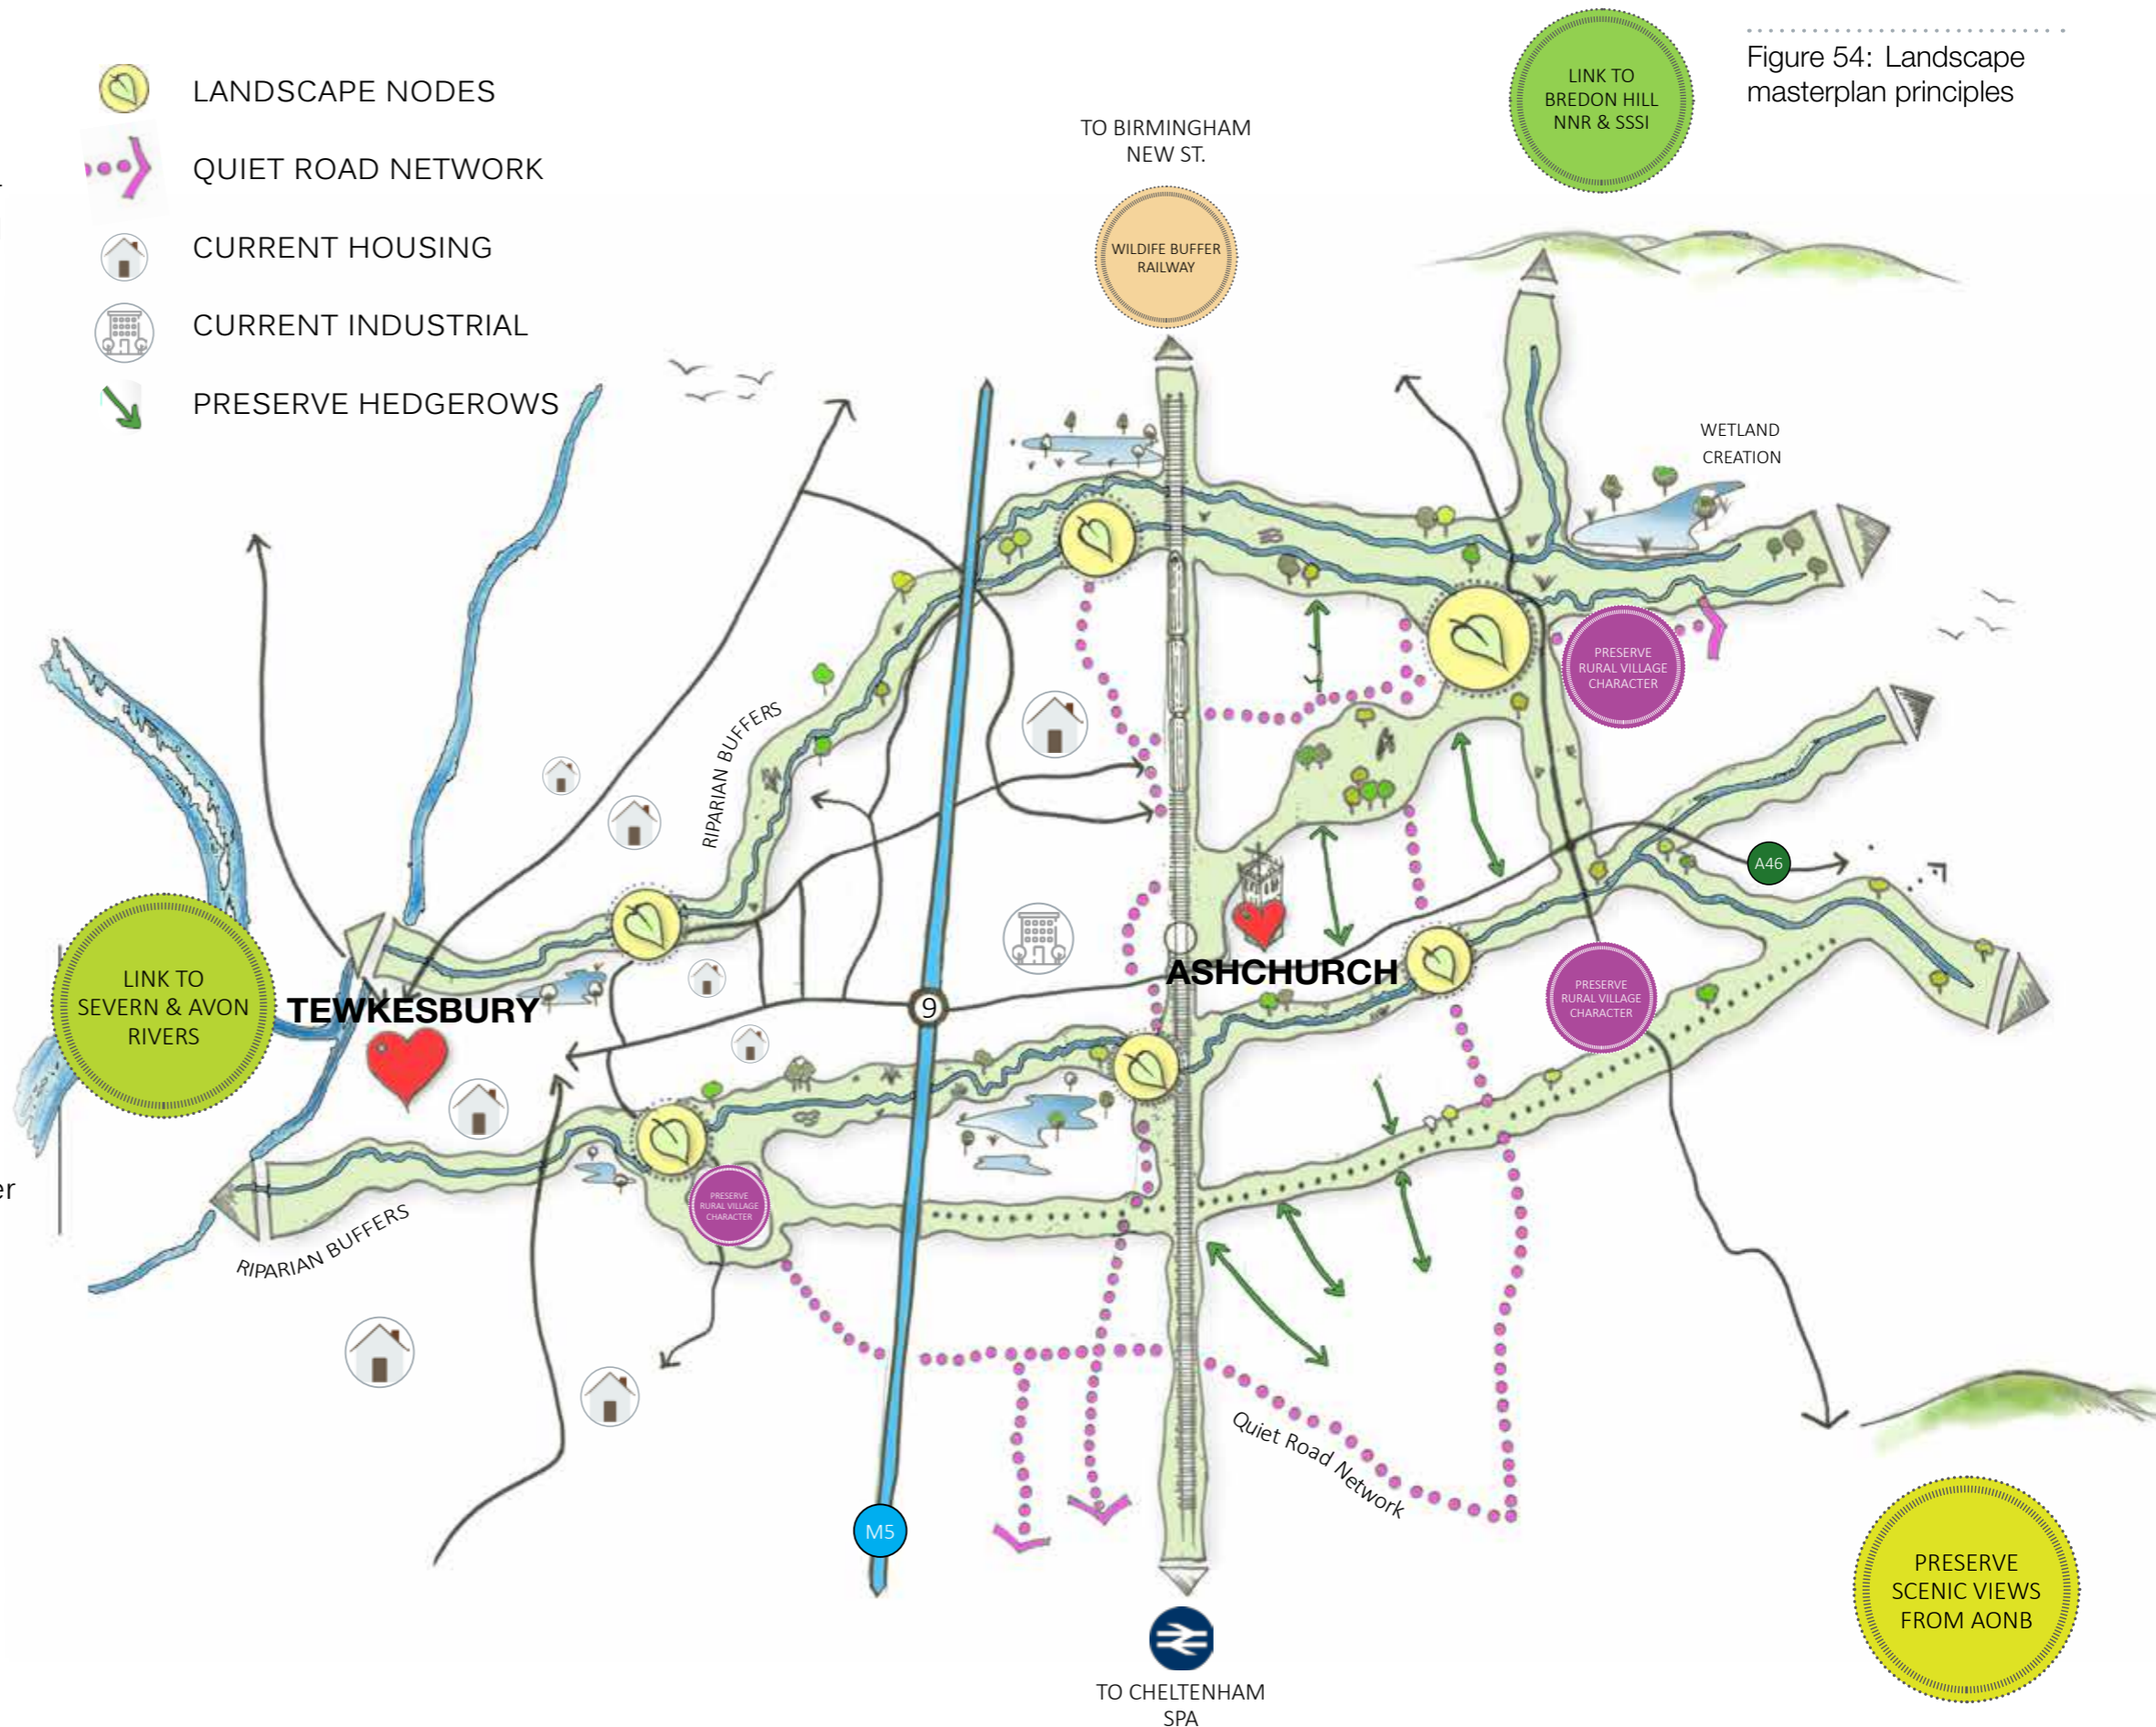 LANDSCAPE NODES
QUIET ROAD NETWORK
CURRENT HOUSING
CURRENT INDUSTRIAL
PRESERVE HEDGEROWS
Figure 54: Landscape
masterplan principles
LINK TO
BREDON HILL
NNR & SSSI
TO BIRMINGHAM
NEW ST.
WILDIFE BUFFER
RAILWAY
WETLAND
CREATION
PRESERVE
RURAL VILLAGE
CHARACTER
RIPARIAN BUFFERS
A46
LINK TO
SEVERN & AVON
RIVERS
TEWKESBURY
9
ASHCHURCH
PRESERVE
RURAL VILLAGE
CHARACTER
PRESERVE
RURAL VILLAGE
CHARACTER
er
RIPARIAN BUFFERS
Quiet Road Network
M5
PRESERVE
SCENIC VIEWS
FROM AONB
TO CHELTENHAM
SPA